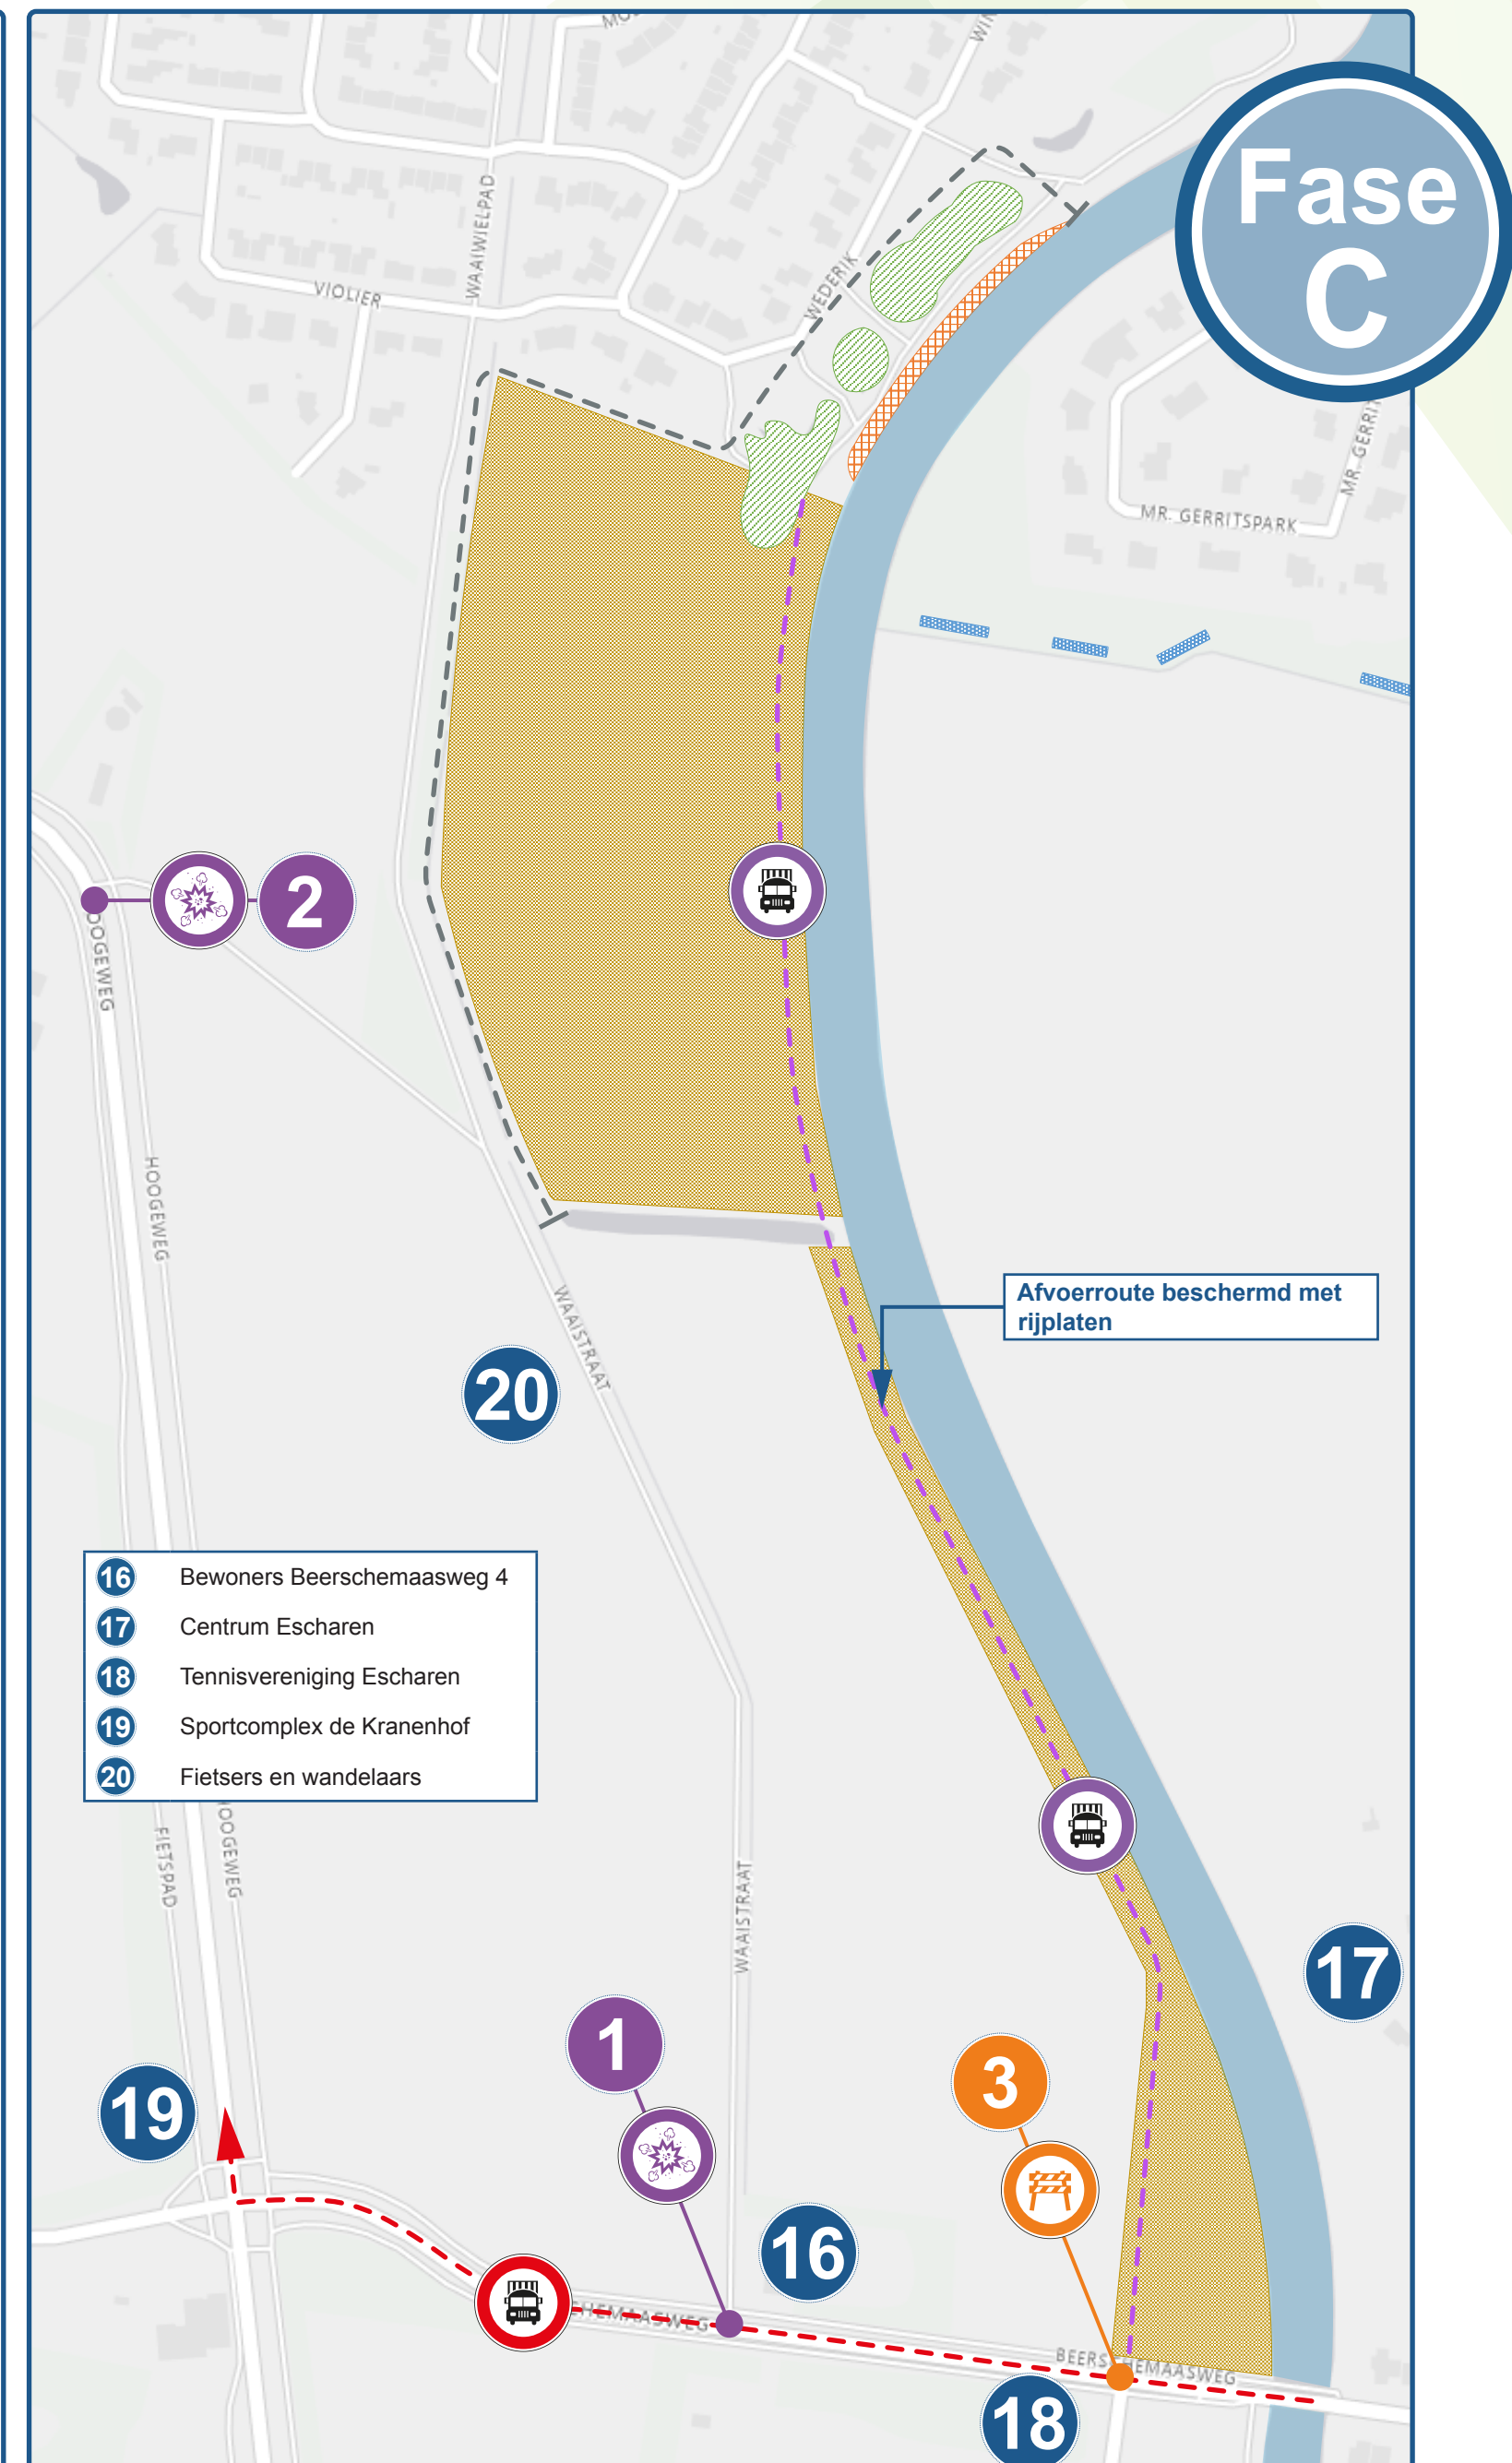 Fase
C
WAAIWIELPAD
VIOLIER
WEDERIK
MR. GERRITSPARK
2
HOOGEWEG
WAAISTRAAT
Afvoerroute beschermd met
rijplaten
20
16 Bewoners Beerschemaasweg 4
17 Centrum Escharen
18 Tennisvereniging Escharen
19 Sportcomplex de Kranenhof
20 Fietsers en wandelaars
FIETSPAD
WAAISTRAAT
17
1
3
19
16
BEERSCHEMAASWEG
18